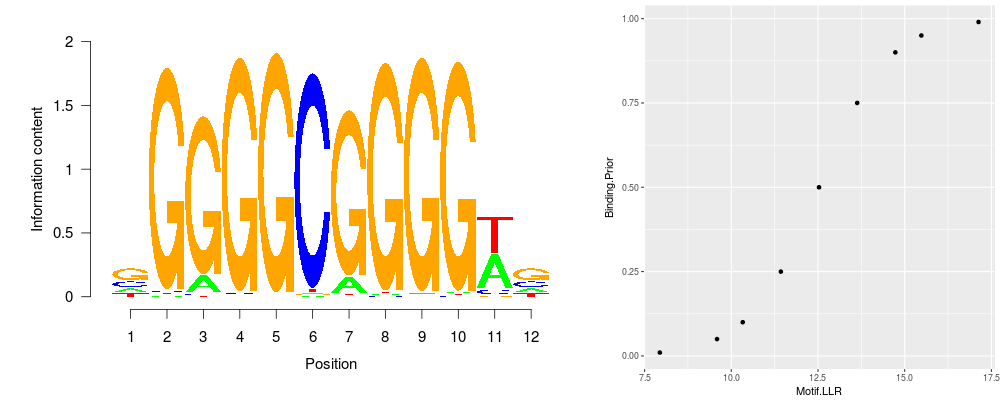 2
1.5
1
0.5
0
Information content
G G G G G C G G G G T G
C A A A C
A A
T T
1 2 3 4 5 6 7 8 9 10 11 12
Position
1.00
0.75
0.50
0.25
0.00
Binding.Prior
7.5 10.0 12.5 15.0 17.5
Motif.LLR